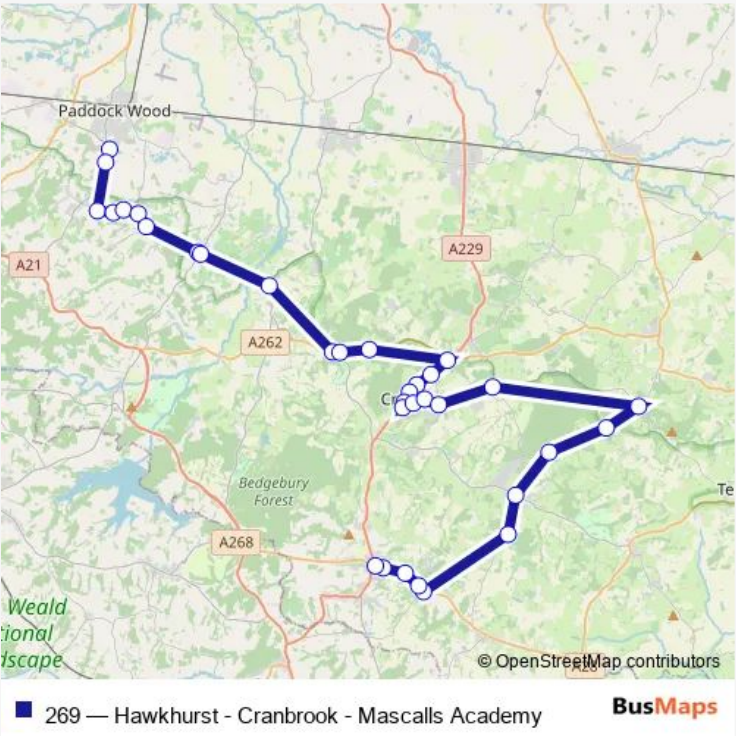 Paddock Wood
A21
A229
A262
Bedgebury
Forest
A268
Te
Weald
tional
dscape
© OpenStreetMap contributors
269 — Hawkhurst - Cranbrook - Mascalls Academy
BusMaps